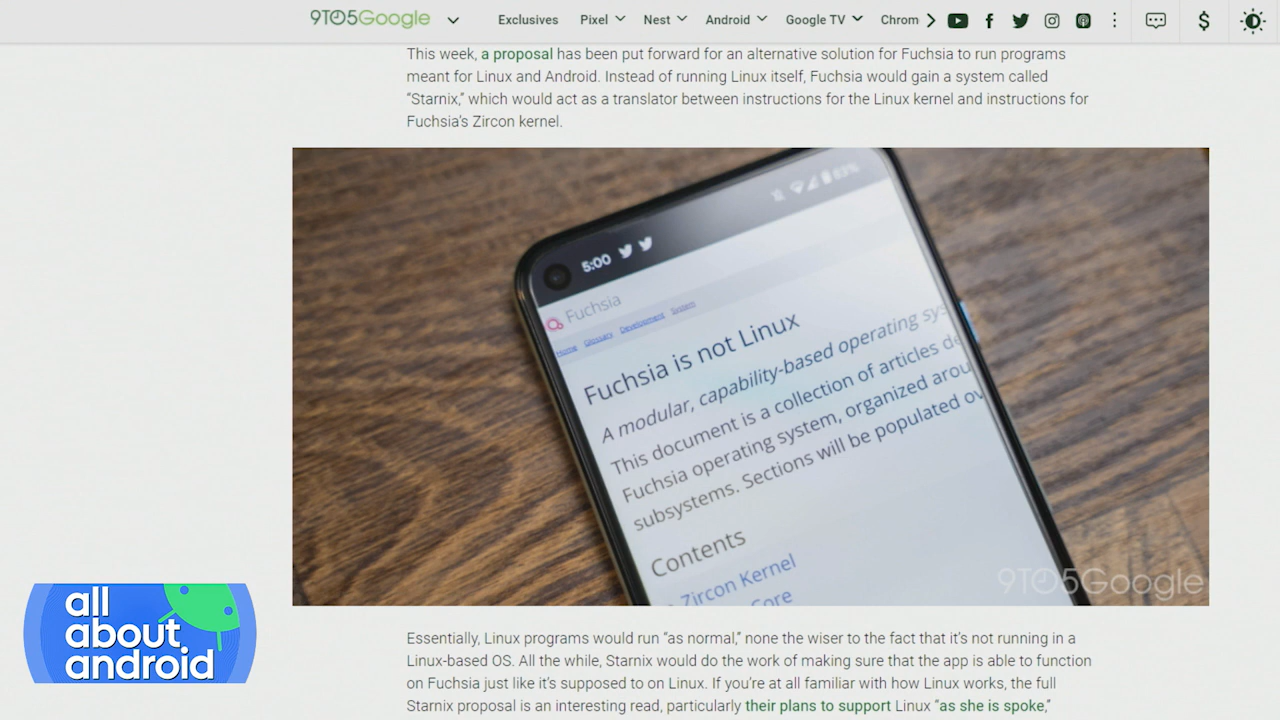 9TO5Google
Exclusives Pixel Nest Android Google TV Chrom
This week, a proposal has been put forward for an alternative solution for Fuchsia to run programs
meant for Linux and Android. Instead of running Linux itself, Fuchsia would gain a system called
“Starnix,” which would act as a translator between instructions for the Linux kernel and instructions for
Fuchsia’s Zircon kernel.
5:00 63%
Fuchsia
Home Glossary Development System
Fuchsia is not Linux
A modular, capability-based operating sys
This document is a collection of articles de
Fuchsia operating system, organized arou
subsystems. Sections will be populated ov
Contents
Zircon Kernel
Core
9TO5Google
all
about
android
Essentially, Linux programs would run “as normal,” none the wiser to the fact that it’s not running in a
Linux-based OS. All the while, Starnix would do the work of making sure that the app is able to function
on Fuchsia just like it’s supposed to on Linux. If you’re at all familiar with how Linux works, the full
Starnix proposal is an interesting read, particularly their plans to support Linux “as she is spoke,”